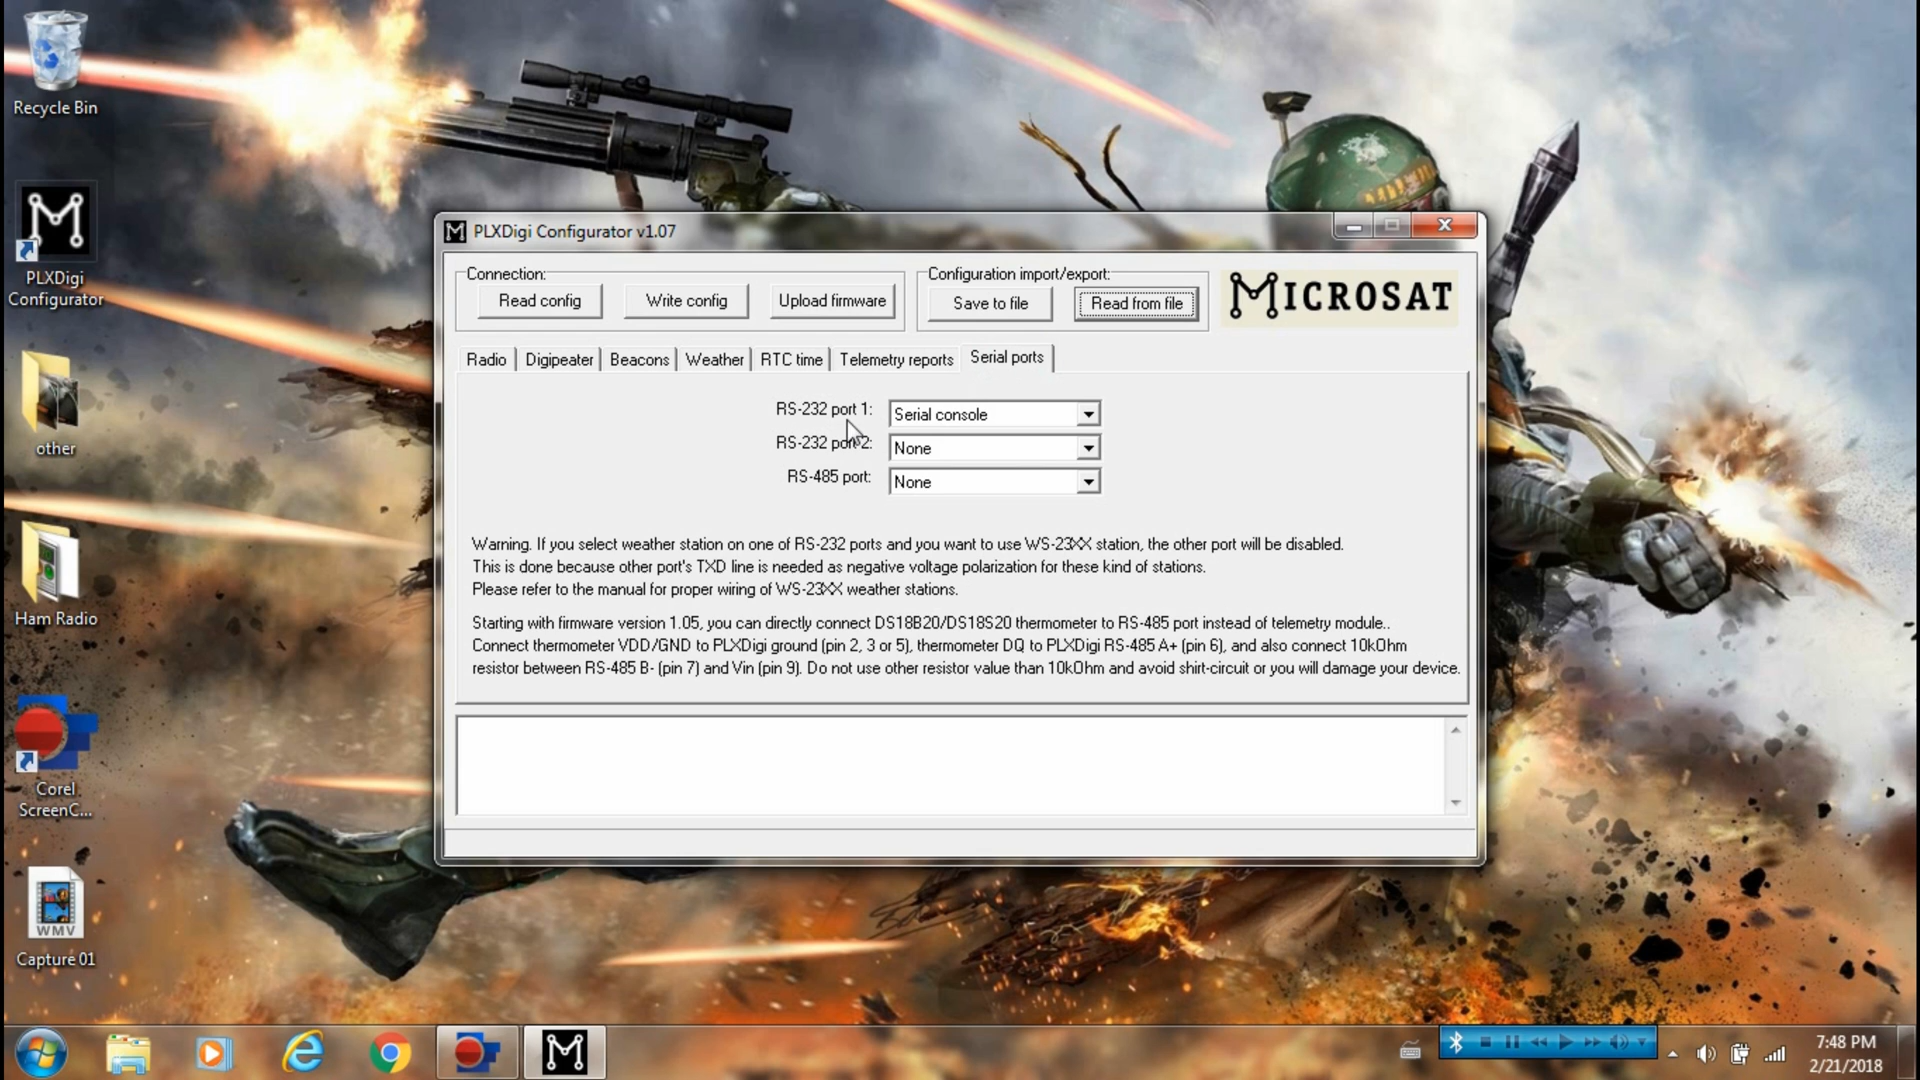 Recycle Bin
PLXDigi
Configurator
other
Ham Radio
Corel
ScreenC...
WMV
Capture 01
PLXDigi Configurator v1.07
Connection:
Read config
Write config
Upload firmware
Configuration import/export:
Save to file
Read from file
MICROSAT
Radio
Digipeater
Beacons
Weather
RTC time
Telemetry reports
Serial ports
RS-232 port 1:
Serial console
RS-232 port 2:
None
RS-485 port:
None
Warning. If you select weather station on one of RS-232 ports and you want to use WS-23XX station, the other port will be disabled.
This is done because other port's TXD line is needed as negative voltage polarization for these kind of stations.
Please refer to the manual for proper wiring of WS-23XX weather stations.
Starting with firmware version 1.05, you can directly connect DS18B20/DS18S20 thermometer to RS-485 port instead of telemetry module..
Connect thermometer VDD/GND to PLXDigi ground (pin 2, 3 or 5), thermometer DQ to PLXDigi RS-485 A+ (pin 6), and also connect 10kOhm
resistor between RS-485 B- (pin 7) and Vin (pin 9). Do not use other resistor value than 10kOhm and avoid shirt-circuit or you will damage your device.
7:48 PM
2/21/2018